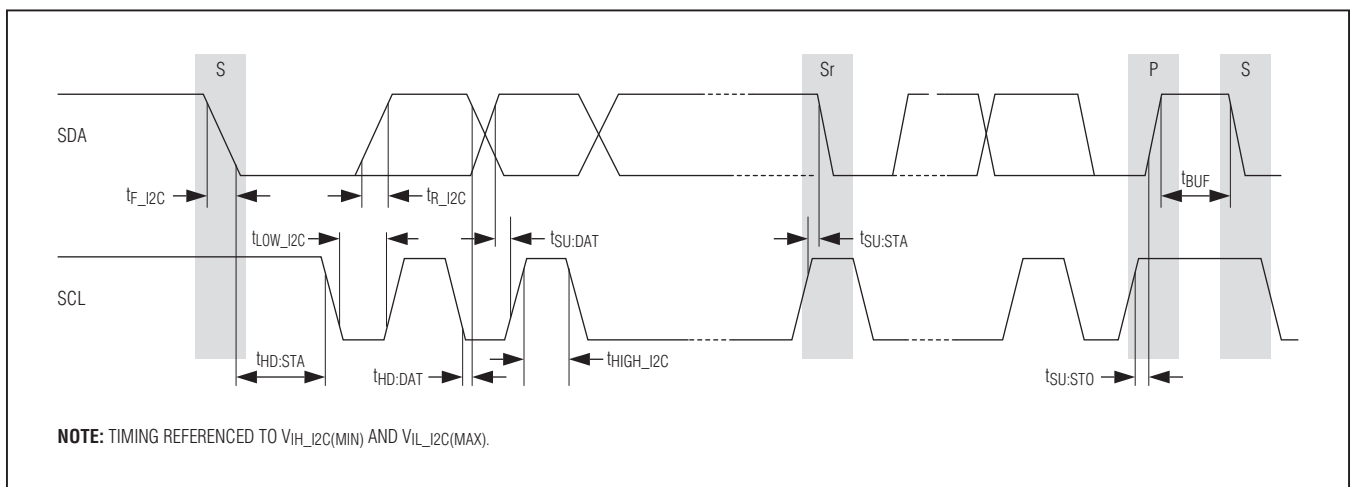 S Sr P S
SDA
tBUF
tF_I2C tR_I2C
tLOW_I2C tSU:DAT tSU:STA
SCL
tHD:STA tHD:DAT tHIGH_I2C tSU:STO
NOTE: TIMING REFERENCED TO VIH_I2C(MIN) AND VIL_I2C(MAX).